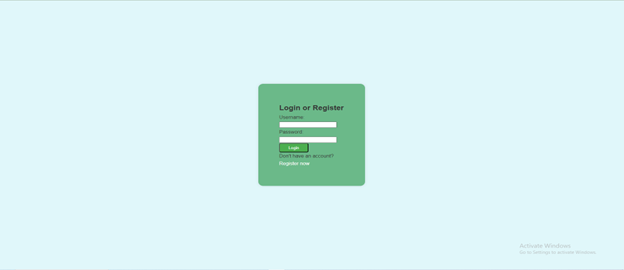 Login or Register
Username
Password
Login
Don't have an account?
Register now
Activate Windows
Go to Settings to activate Windows.